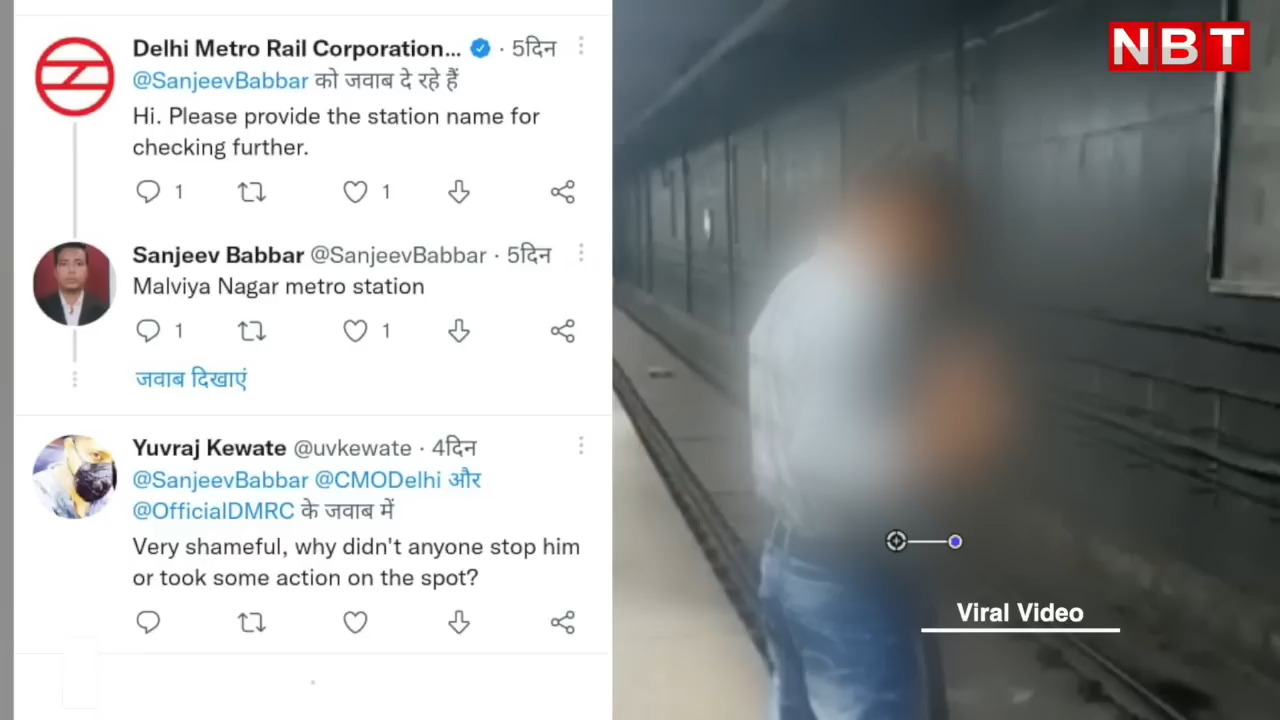 Delhi Metro Rail Corporation... · 5दिन
@SanjeevBabbar को जवाब दे रहे हैं
Hi. Please provide the station name for
checking further.
1 1
Sanjeev Babbar @SanjeevBabbar · 5दिन
Malviya Nagar metro station
1 1
जवाब दिखाएं
Yuvraj Kewate @uvkewate · 4दिन
@SanjeevBabbar @CMODelhi और
@OfficialDMRC के जवाब में
Very shameful, why didn't anyone stop him
or took some action on the spot?
NBT
Viral Video